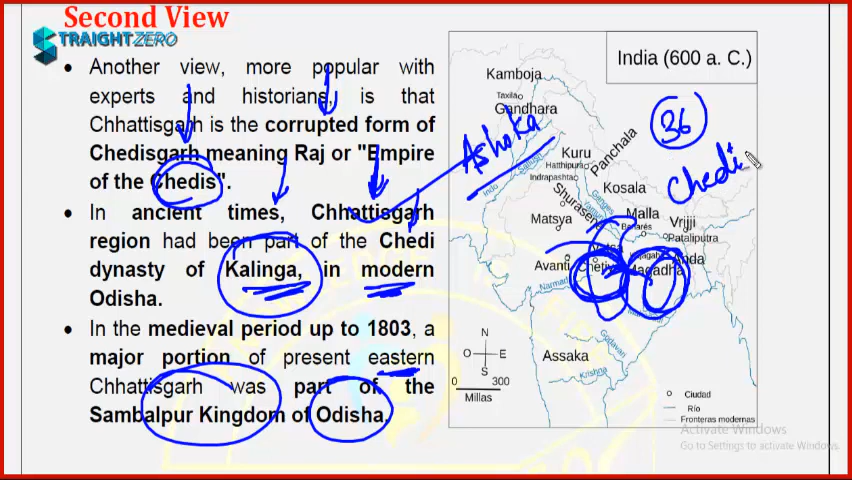 Second View
STRAIGHT ZERO
• Another view, more popular with
experts and historians, is that
Chhattisgarh is the corrupted form of
Chedisgarh meaning Raj or "Empire
of the Chedis".
• In ancient times, Chhattisgarh
region had been part of the Chedi
dynasty of Kalinga, in modern
Odisha.
• In the medieval period up to 1803, a
major portion of present eastern
Chhattisgarh was part of the
Sambalpur Kingdom of Odisha.
India (600 a. C.)
Kamboja
Taxila
Gandhara
Ashoka
36
Chedi
Kuru
Panchala
Hatthipura
Indraprastha
Indo
Kosala
Shurasena
Ganges
Malla
Matsya
Benarés
Vrijji
Pataliputra
Avanti
Magadha
Narmad
Assaka
Godavari
Krishna
N
O E
S
0 300
Millas
Ciudad
Río
Fronteras modernas
Activate Windows
Go to Settings to activate Windows.